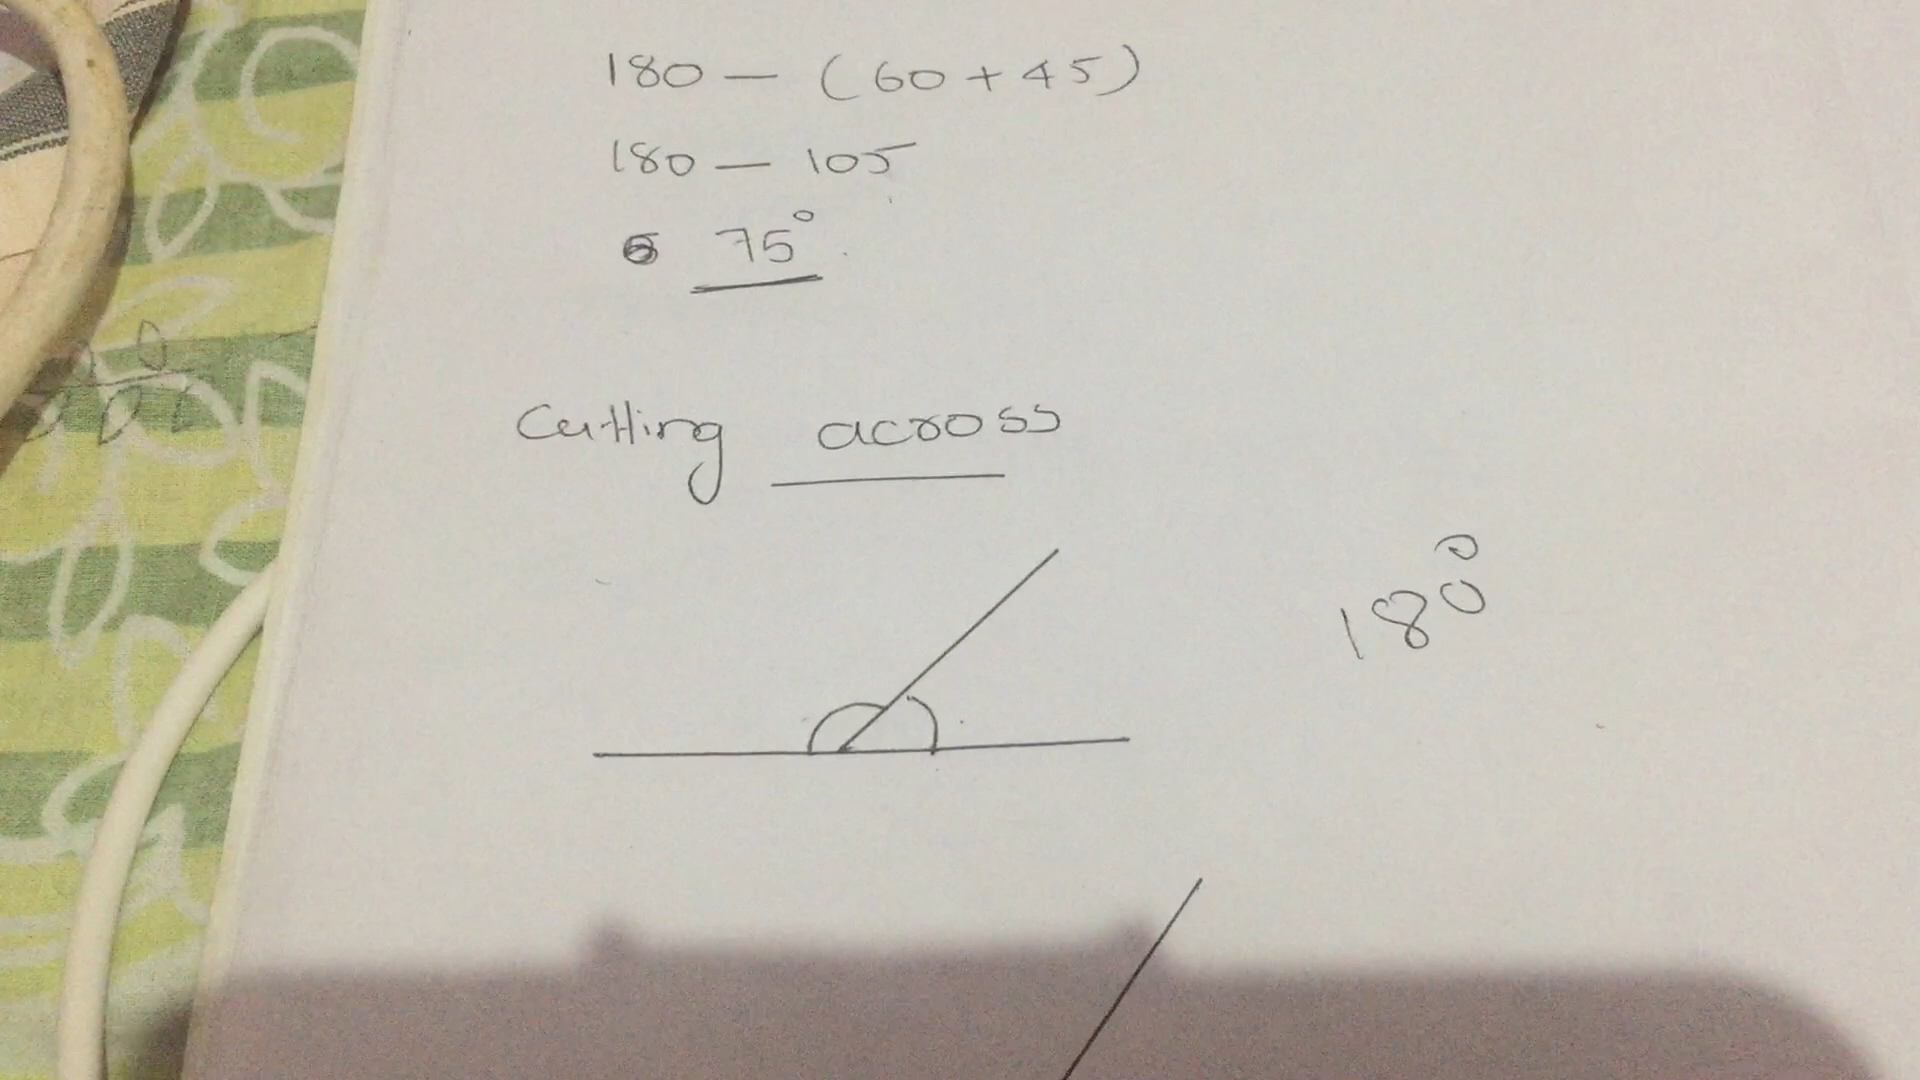 180 — (60 + 45)
180 — 105
75°
Cutting across
180°